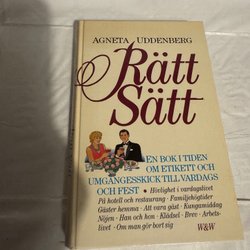 AGNETA UDDENBERG
Rätt
Sätt
EN BOK I TIDEN
OM ETIKETT OCH
UMGÄNGESSKICK TILL VARDAGS
OCH FEST • Hövlighet i vardagslivet
På hotell och restaurang · Familjehögtider
Gäster hemma · Att vara gäst · Kungamiddag
Nöjen · Han och hon · Klädsel · Brev · Arbets-
livet · Om man gör bort sig
W&W